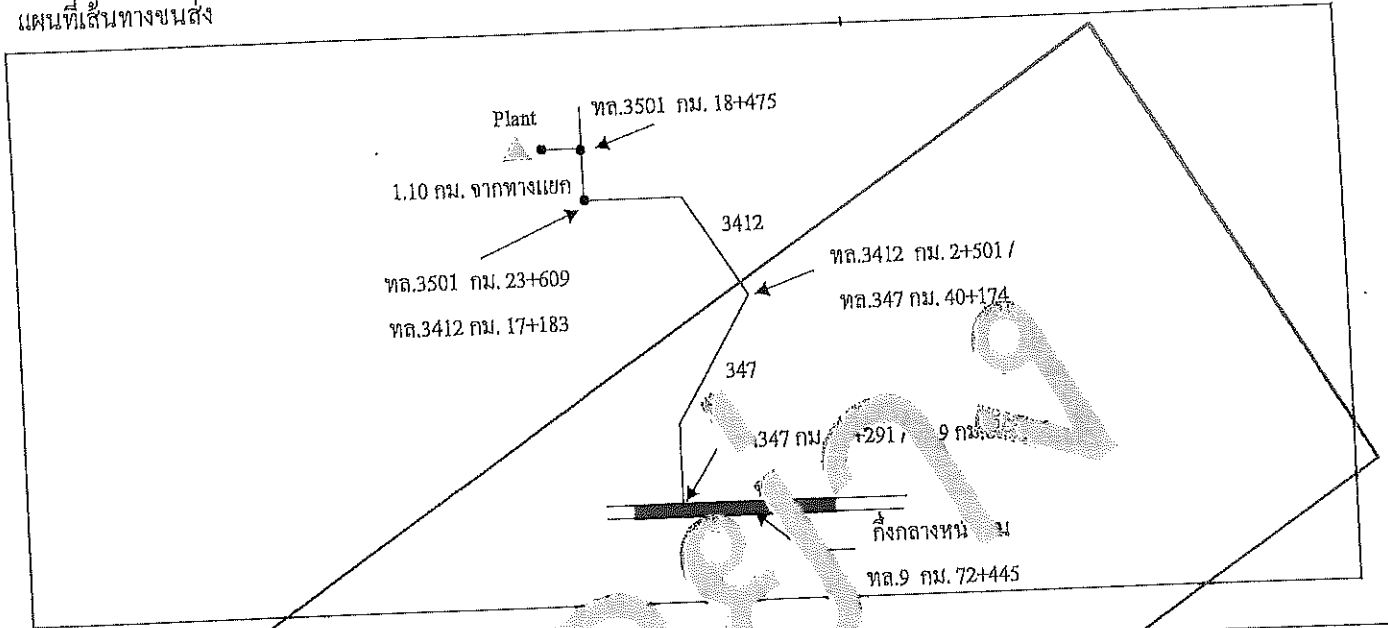 แผนที่เส้นทางขนส่ง
Plant
ทล.3501 กม. 18+475
1.10 กม. จากทางแยก
3412
ทล.3501 กม. 23+609
ทล.3412 กม. 17+183
ทล.3412 กม. 2+501 /
ทล.347 กม. 40+174
347
347 กม. +291 / 9 กม.
กึ่งกลางหน้
ทล.9 กม. 72+445